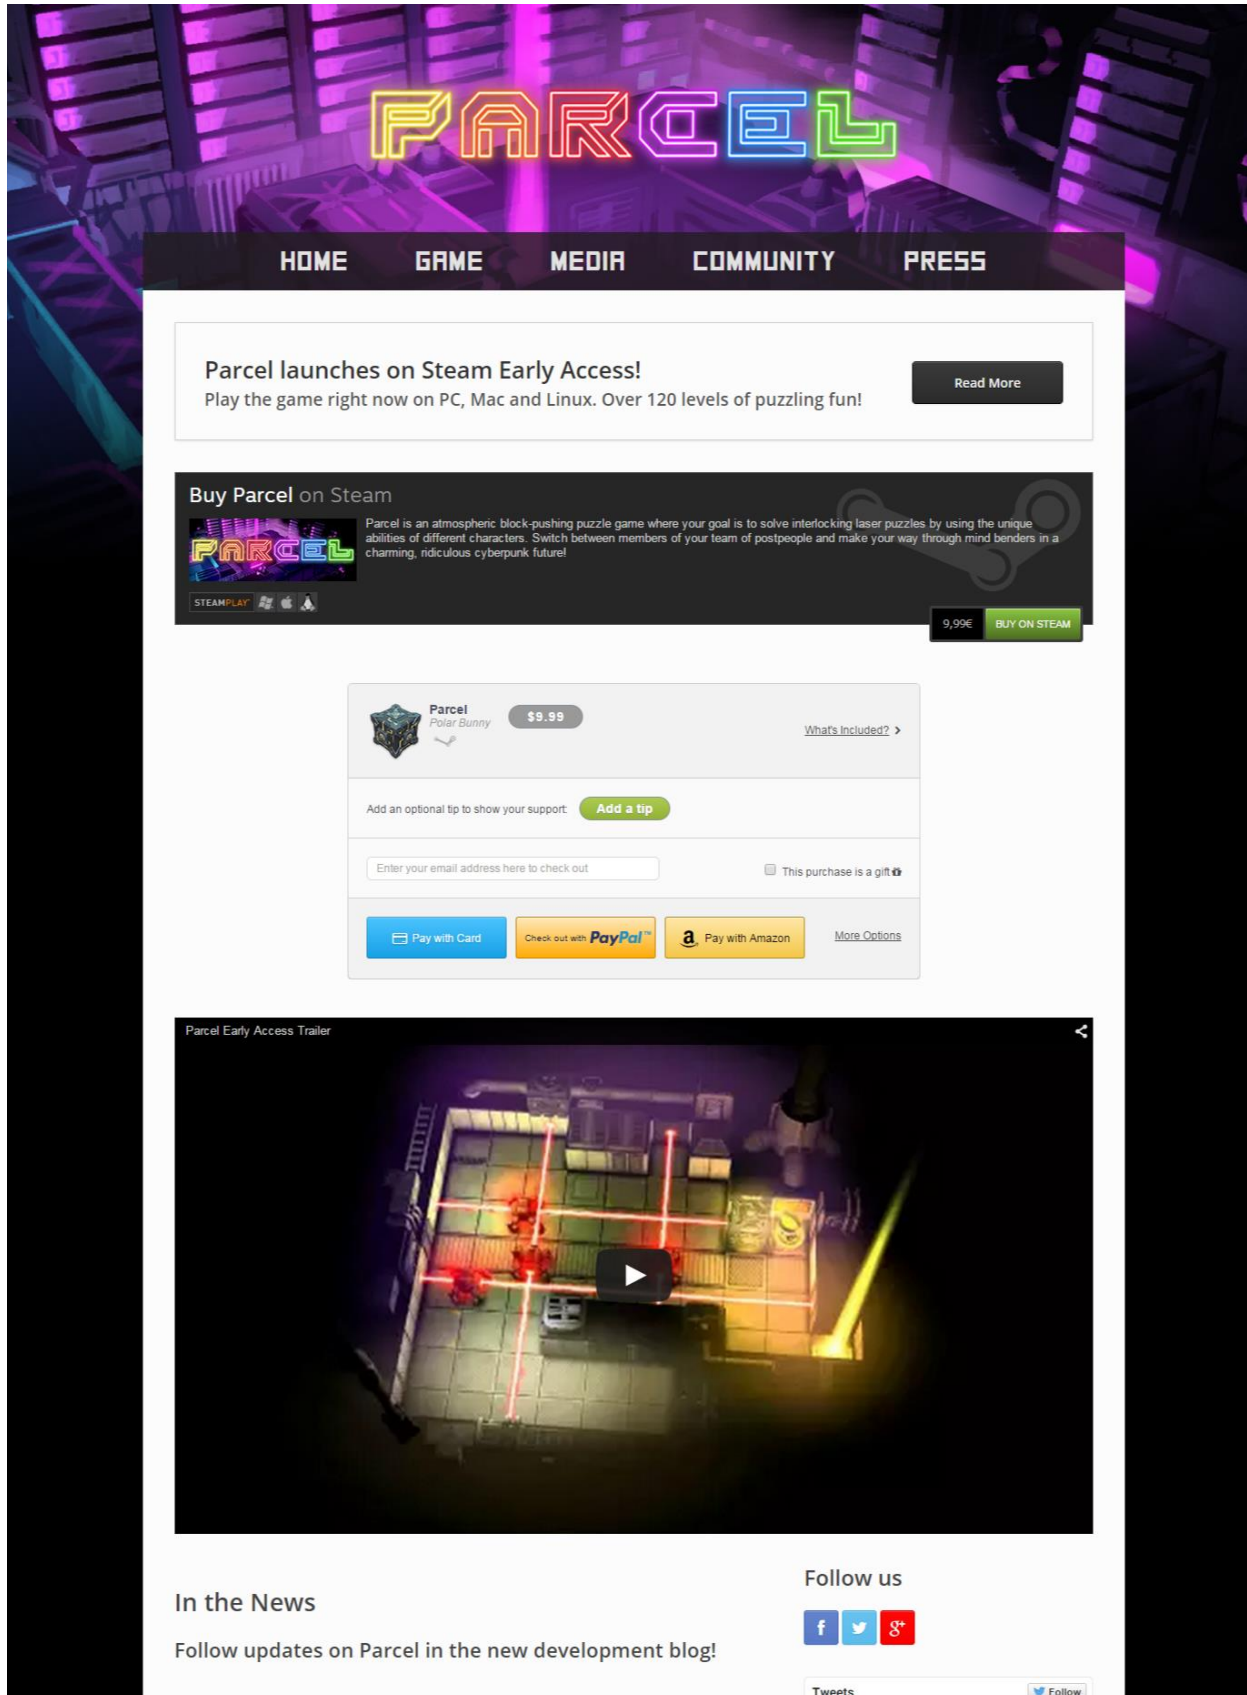 PARCEL
HOME GAME MEDIA COMMUNITY PRESS
Parcel launches on Steam Early Access!
Play the game right now on PC, Mac and Linux. Over 120 levels of puzzling fun!
Read More
Buy Parcel on Steam
PARCEL
Parcel is an atmospheric block-pushing puzzle game where your goal is to solve interlocking laser puzzles by using the unique
abilities of different characters. Switch between members of your team of postpeople and make your way through mind benders in a
charming, ridiculous cyberpunk future!
STEAMPLAY
9,99€ BUY ON STEAM
Parcel
Polar Bunny
$9.99
What's Included?
Add an optional tip to show your support: Add a tip
Enter your email address here to check out
This purchase is a gift
Pay with Card
Check out with PayPal™
a Pay with Amazon
More Options
Parcel Early Access Trailer
In the News
Follow updates on Parcel in the new development blog!
Follow us
f
g+
Tweets
Follow